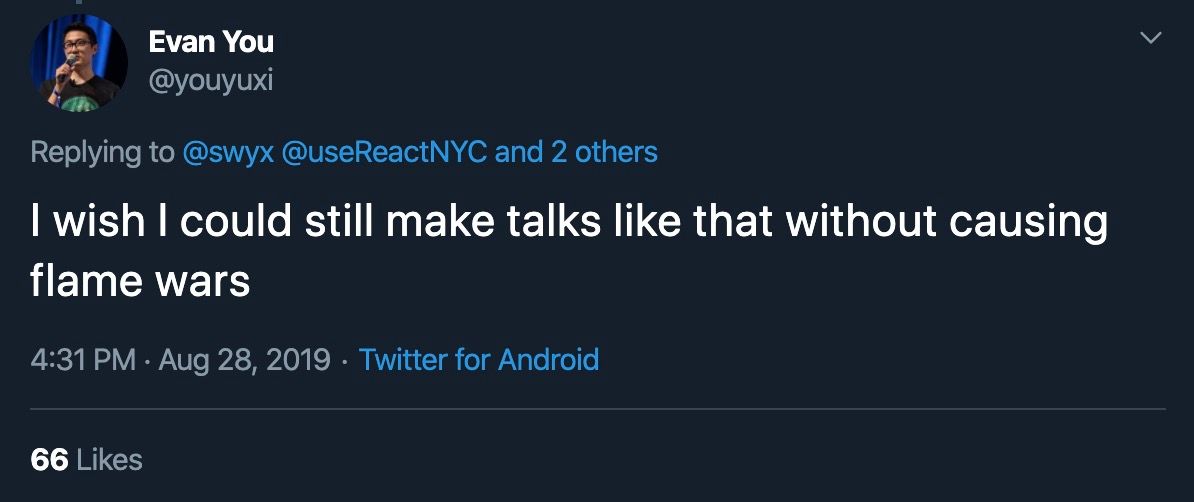 Evan You
@youyuxi
Replying to @swyx @useReactNYC and 2 others
I wish I could still make talks like that without causing
flame wars
4:31 PM · Aug 28, 2019 · Twitter for Android
66 Likes